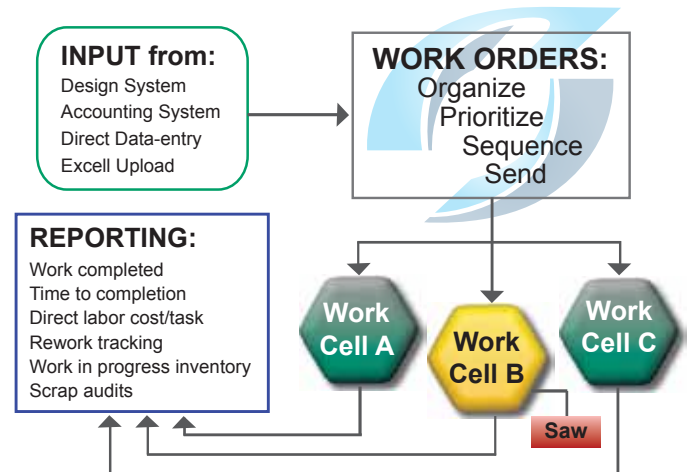 INPUT from:
Design System
Accounting System
Direct Data-entry
Excell Upload
WORK ORDERS:
Organize
Prioritize
Sequence
Send
REPORTING:
Work completed
Time to completion
Direct labor cost/task
Rework tracking
Work in progress inventory
Scrap audits
Work
Cell A
Work
Cell B
Work
Cell C
Saw